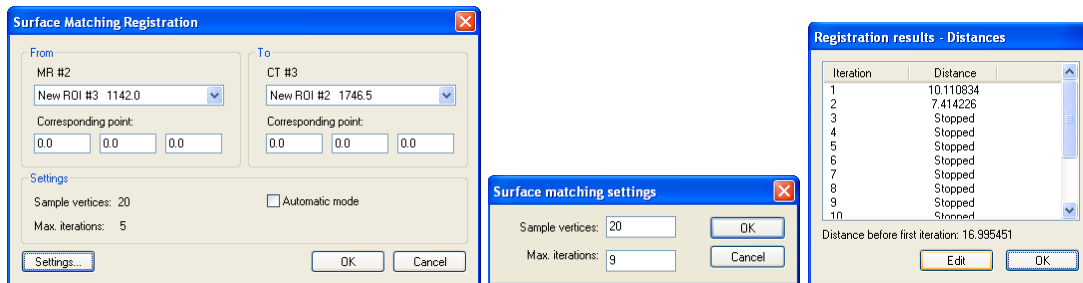 Surface Matching Registration
From
MR #2
New ROI #3 1142.0
Corresponding point:
0.0 0.0 0.0
To
CT #3
New ROI #2 1746.5
Corresponding point:
0.0 0.0 0.0
Settings
Sample vertices: 20
Automatic mode
Max. iterations: 5
Settings...
OK
Cancel
Surface matching settings
Sample vertices: 20
OK
Max. iterations: 9
Cancel
Registration results - Distances
Iteration Distance
1 10.110834
2 7.414226
3 Stopped
4 Stopped
5 Stopped
6 Stopped
7 Stopped
8 Stopped
9 Stopped
10 Stopped
Distance before first iteration: 16.995451
Edit
OK